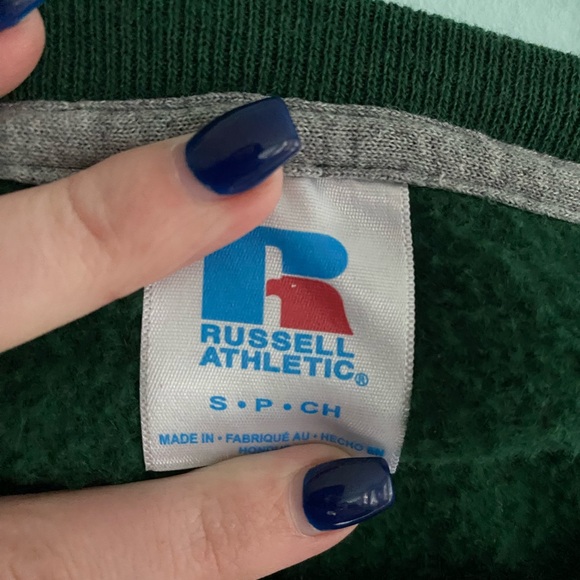 RUSSELL
ATHLETIC®
S • P • CH
MADE IN • FABRIQUÉ AU • HECHO EN